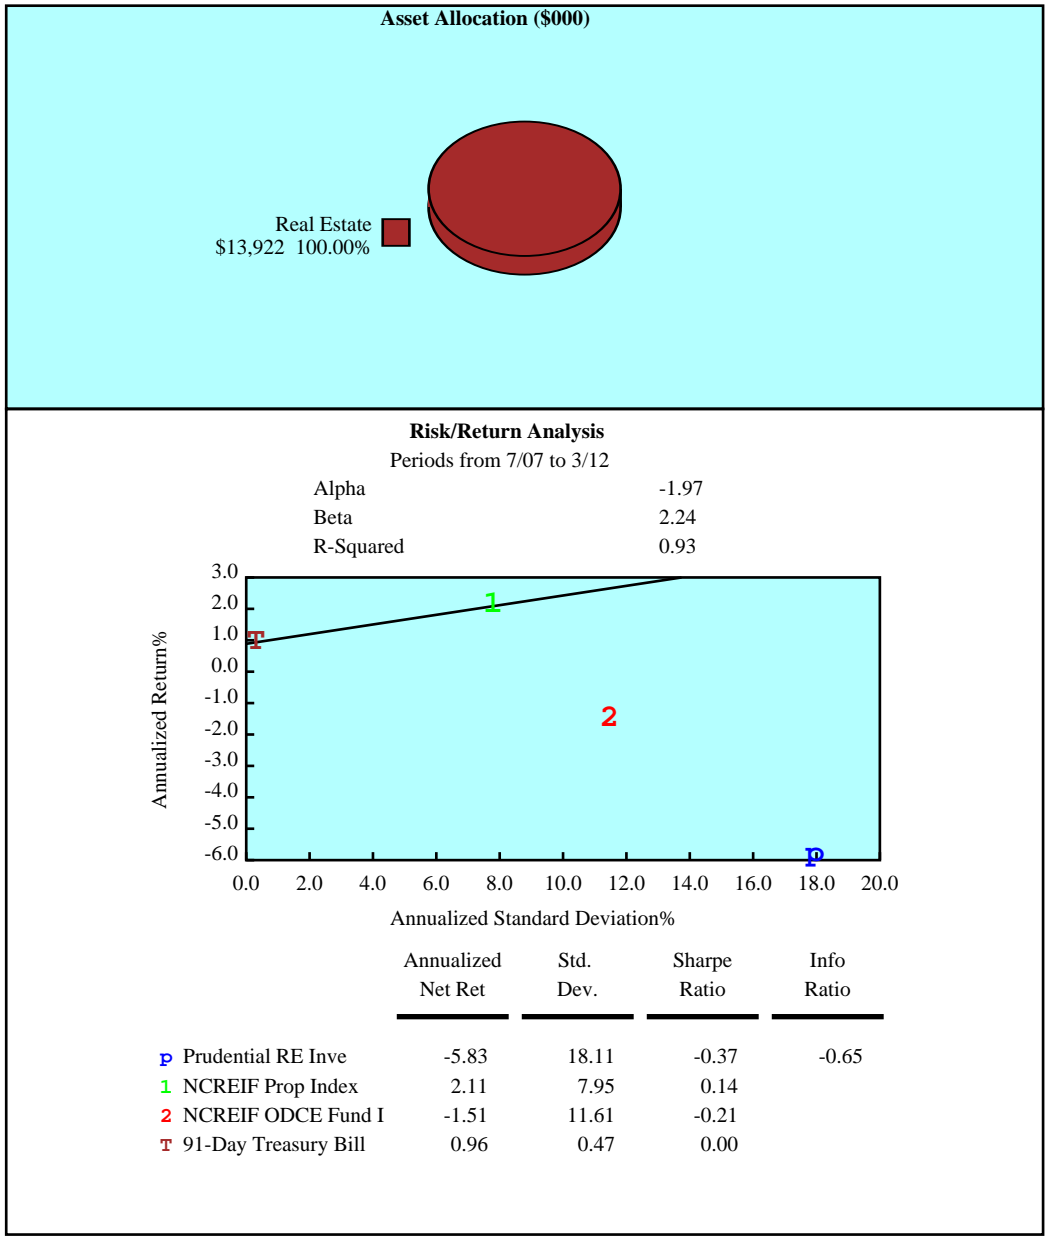 Asset Allocation ($000)
Real Estate
$13,922 100.00%
Risk/Return Analysis
Periods from 7/07 to 3/12
Alpha -1.97
Beta 2.24
R-Squared 0.93
3.0
2.0
1.0
0.0
-1.0
-2.0
-3.0
-4.0
-5.0
-6.0
Annualized Return%
1
T
2
p
0.0 2.0 4.0 6.0 8.0 10.0 12.0 14.0 16.0 18.0 20.0
Annualized Standard Deviation%
Annualized Std. Sharpe Info
Net Ret Dev. Ratio Ratio
p Prudential RE Inve -5.83 18.11 -0.37 -0.65
1 NCREIF Prop Index 2.11 7.95 0.14
2 NCREIF ODCE Fund I -1.51 11.61 -0.21
T 91-Day Treasury Bill 0.96 0.47 0.00